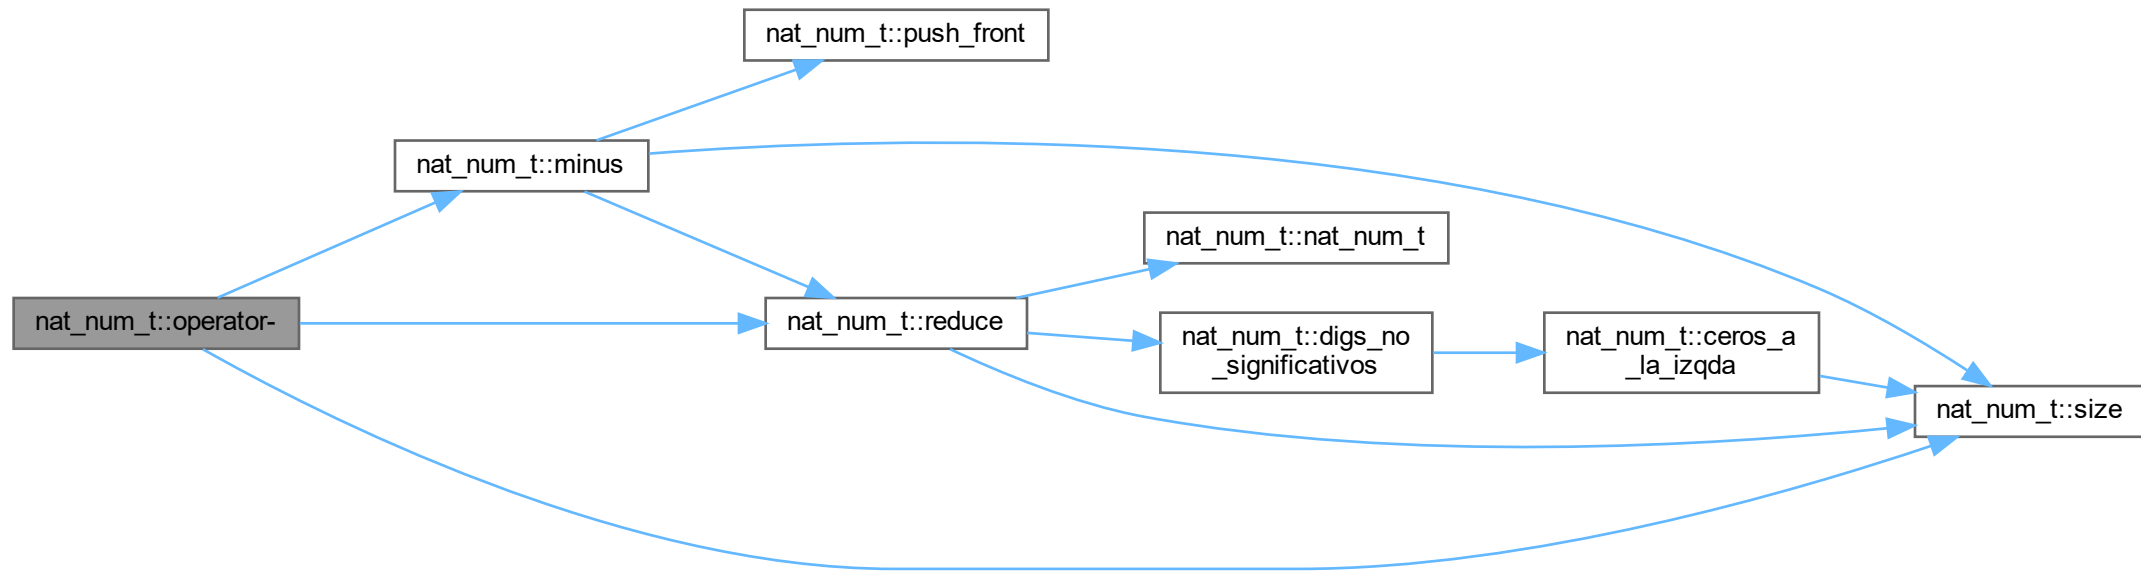 nat_num_t::push_front
nat_num_t::minus
nat_num_t::nat_num_t
nat_num_t::operator-
nat_num_t::reduce
nat_num_t::digs_no
_significativos
nat_num_t::ceros_a
_la_izqda
nat_num_t::size